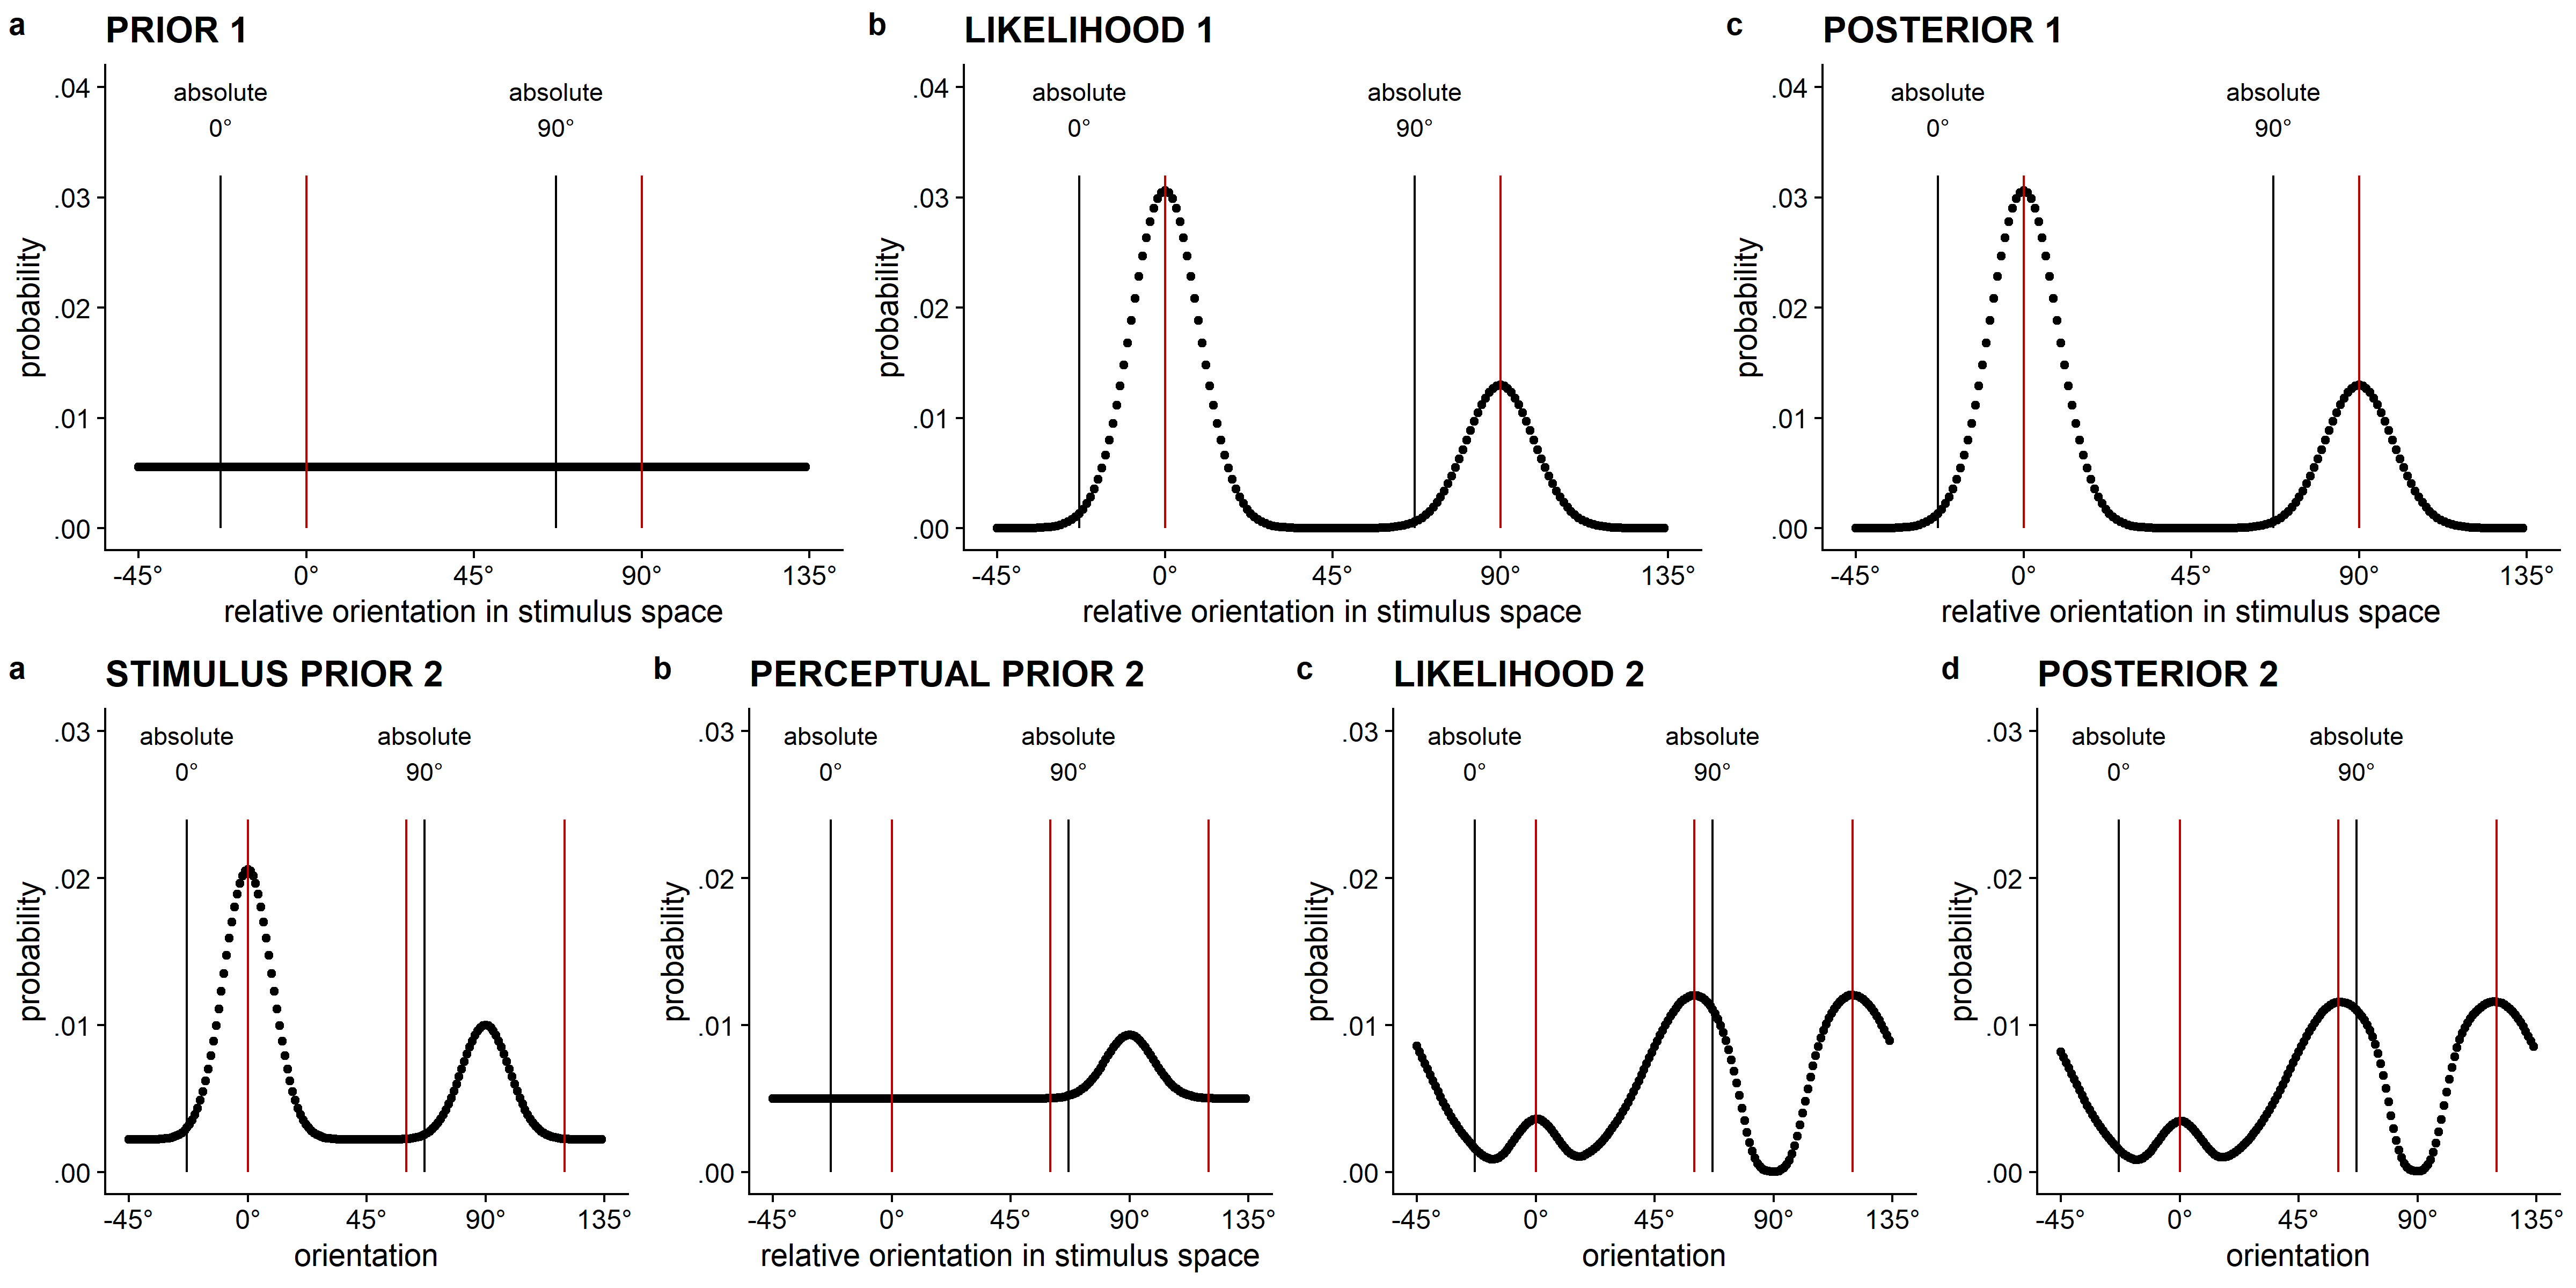 a PRIOR 1
absolute absolute
0° 90°
.04
.03
.02
.01
.00
probability
-45° 0° 45° 90° 135°
relative orientation in stimulus space
b LIKELIHOOD 1
absolute absolute
0° 90°
.04
.03
.02
.01
.00
probability
-45° 0° 45° 90° 135°
relative orientation in stimulus space
c POSTERIOR 1
absolute absolute
0° 90°
.04
.03
.02
.01
.00
probability
-45° 0° 45° 90° 135°
relative orientation in stimulus space
a STIMULUS PRIOR 2
absolute absolute
0° 90°
.03
.02
.01
.00
probability
-45° 0° 45° 90° 135°
orientation
b PERCEPTUAL PRIOR 2
absolute absolute
0° 90°
.03
.02
.01
.00
probability
-45° 0° 45° 90° 135°
relative orientation in stimulus space
c LIKELIHOOD 2
absolute absolute
0° 90°
.03
.02
.01
.00
probability
-45° 0° 45° 90° 135°
orientation
d POSTERIOR 2
absolute absolute
0° 90°
.03
.02
.01
.00
probability
-45° 0° 45° 90° 135°
orientation